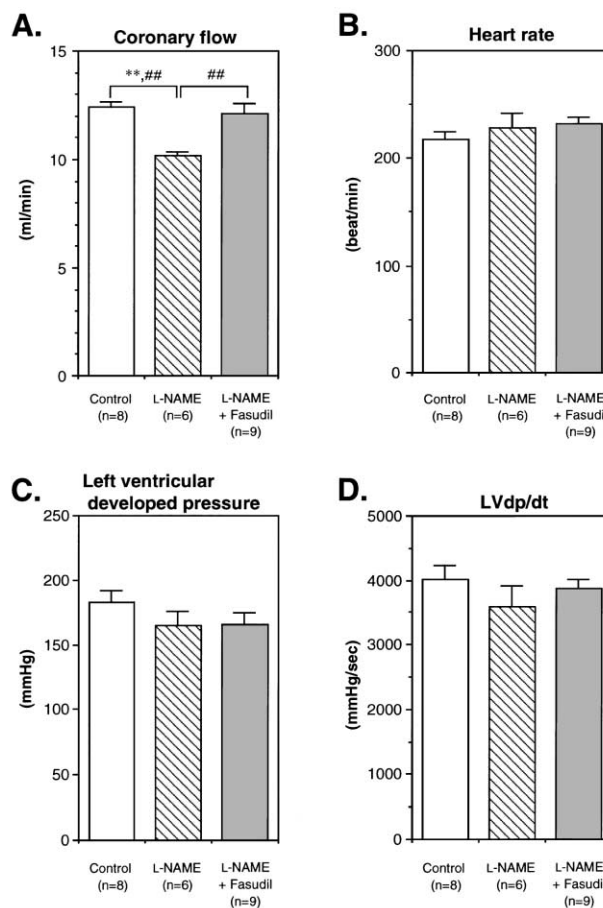 A.
Coronary flow
15
10
5
0
(ml/min)
**,##
##
Control
(n=8)
L-NAME
(n=6)
L-NAME
+ Fasudil
(n=9)
B.
Heart rate
300
200
100
0
(beat/min)
Control
(n=8)
L-NAME
(n=6)
L-NAME
+ Fasudil
(n=9)
C.
Left ventricular
developed pressure
250
200
150
100
50
0
(mmHg)
Control
(n=8)
L-NAME
(n=6)
L-NAME
+ Fasudil
(n=9)
D.
LVdp/dt
5000
4000
3000
2000
1000
0
(mmHg/sec)
Control
(n=8)
L-NAME
(n=6)
L-NAME
+ Fasudil
(n=9)